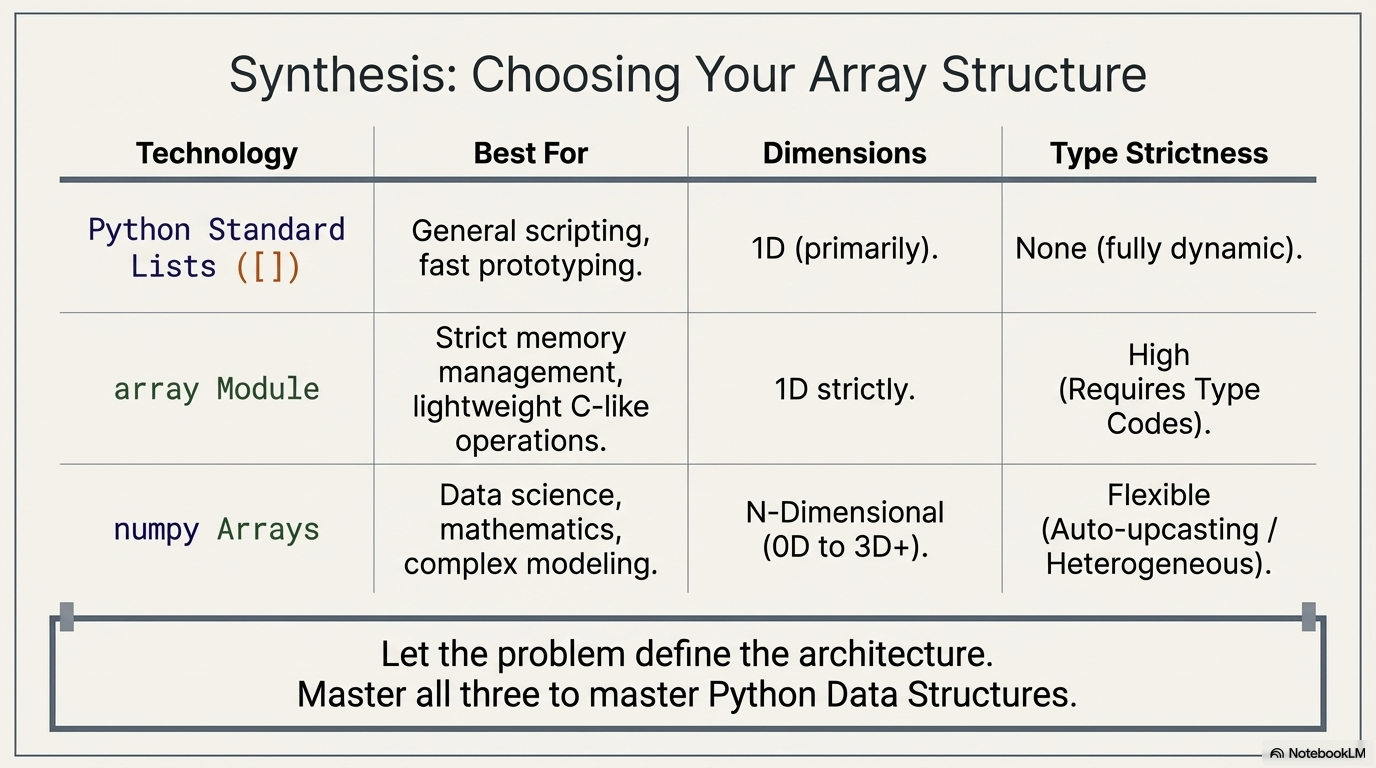 Synthesis: Choosing Your Array Structure
Technology
Best For
Dimensions
Type Strictness
Python Standard
Lists ([])
General scripting,
fast prototyping.
1D (primarily).
None (fully dynamic).
array Module
Strict memory
management,
lightweight C-like
operations.
1D strictly.
High
(Requires Type
Codes).
numpy Arrays
Data science,
mathematics,
complex modeling.
N-Dimensional
(0D to 3D+).
Flexible
(Auto-upcasting /
Heterogeneous).
Let the problem define the architecture.
Master all three to master Python Data Structures.
NotebookLM